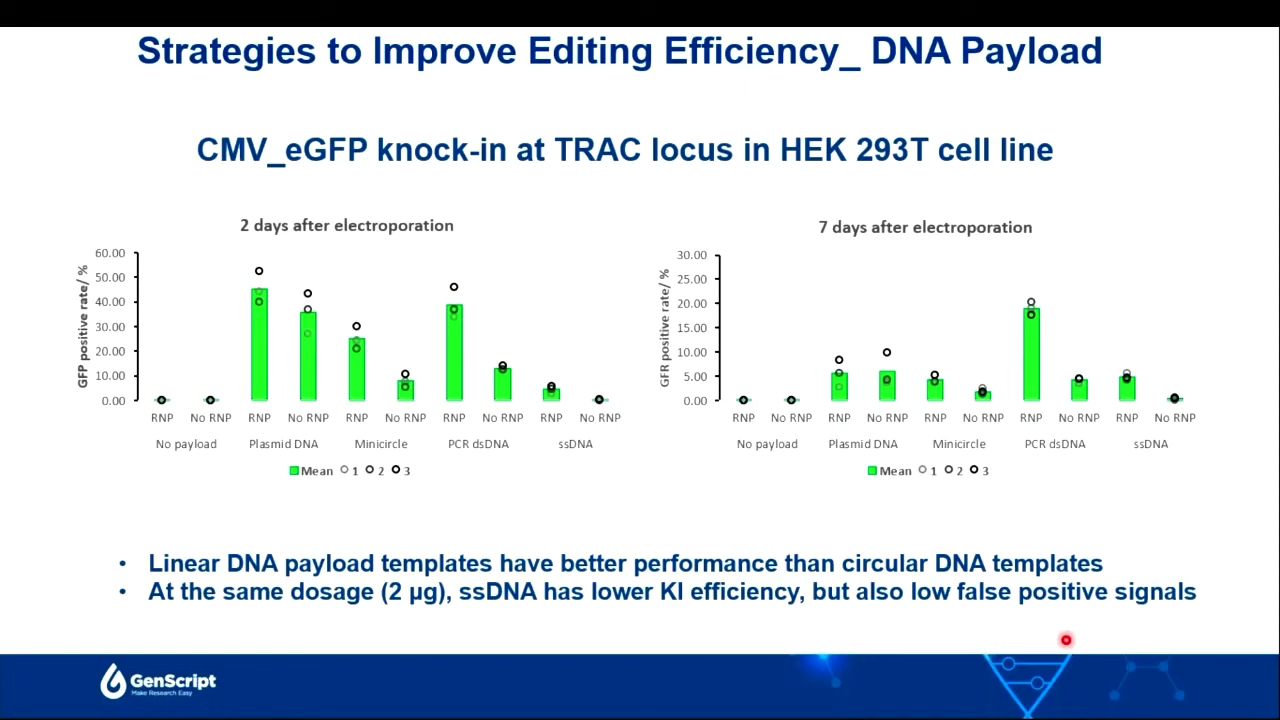 Strategies to Improve Editing Efficiency_ DNA Payload
CMV_eGFP knock-in at TRAC locus in HEK 293T cell line
2 days after electroporation
GFP positive rate/ %
60.00
50.00
40.00
30.00
20.00
10.00
0.00
RNP No RNP RNP No RNP RNP No RNP RNP No RNP RNP No RNP
No payload Plasmid DNA Minicircle PCR dsDNA ssDNA
Mean 1 2 3
7 days after electroporation
GFR positive rate/ %
30.00
25.00
20.00
15.00
10.00
5.00
0.00
RNP No RNP RNP No RNP RNP No RNP RNP No RNP RNP No RNP
No payload Plasmid DNA Minicircle PCR dsDNA ssDNA
Mean 1 2 3
• Linear DNA payload templates have better performance than circular DNA templates
• At the same dosage (2 µg), ssDNA has lower KI efficiency, but also low false positive signals
GenScript
Make Research Easy